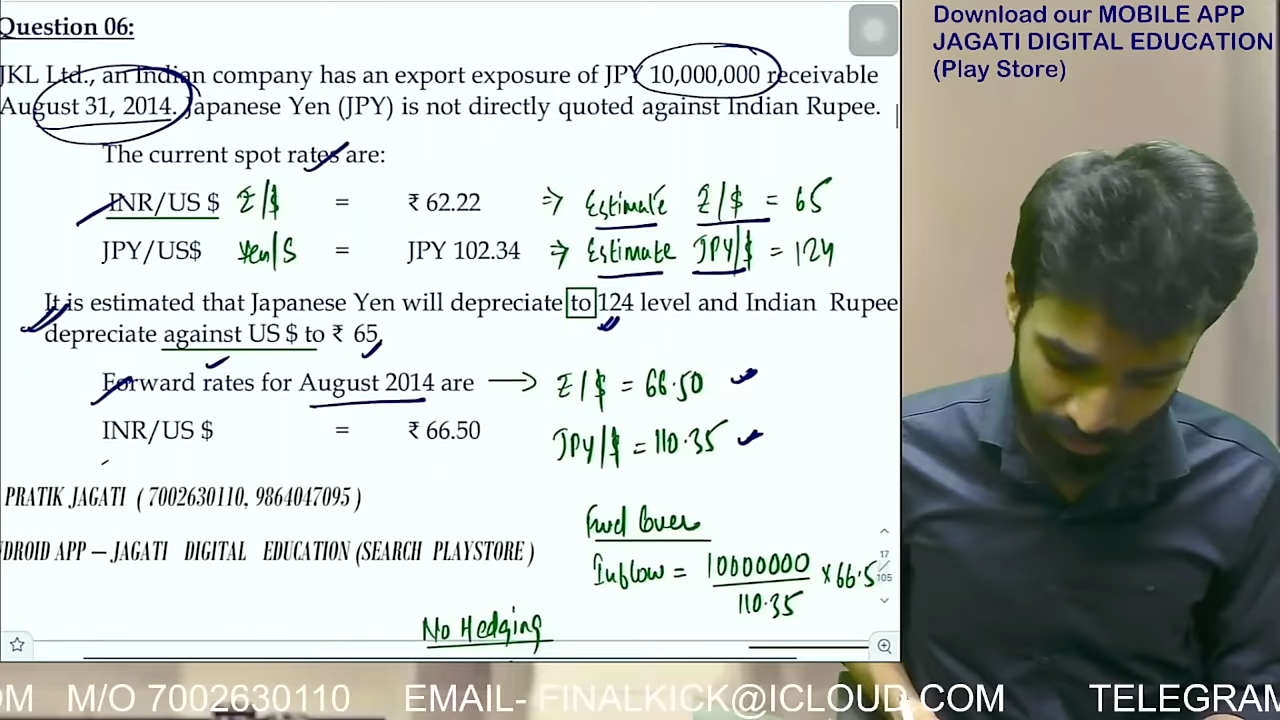 Question 06:
Download our MOBILE APP
JAGATI DIGITAL EDUCATION
(Play Store)
JKL Ltd., an Indian company has an export exposure of JPY 10,000,000 receivable
August 31, 2014. Japanese Yen (JPY) is not directly quoted against Indian Rupee.
The current spot rates are:
INR/US $ ₹/$ = ₹ 62.22 ⇒ Estimate ₹/$ = 65
JPY/US$ Yen/$ = JPY 102.34 ⇒ Estimate JPY/$ = 124
It is estimated that Japanese Yen will depreciate to 124 level and Indian Rupee
depreciate against US $ to ₹ 65.
Forward rates for August 2014 are → ₹/$ = 66.50
INR/US $ = ₹ 66.50 JPY/$ = 110.35
PRATIK JAGATI ( 7002630110, 9864047095 )
Fwd Cover
NDROID APP – JAGATI DIGITAL EDUCATION (SEARCH PLAYSTORE )
Inflow = 10000000 / 110.35 × 66.5
17
105
No Hedging
OM M/O 7002630110 EMAIL- FINALKICK@ICLOUD.COM TELEGRAM